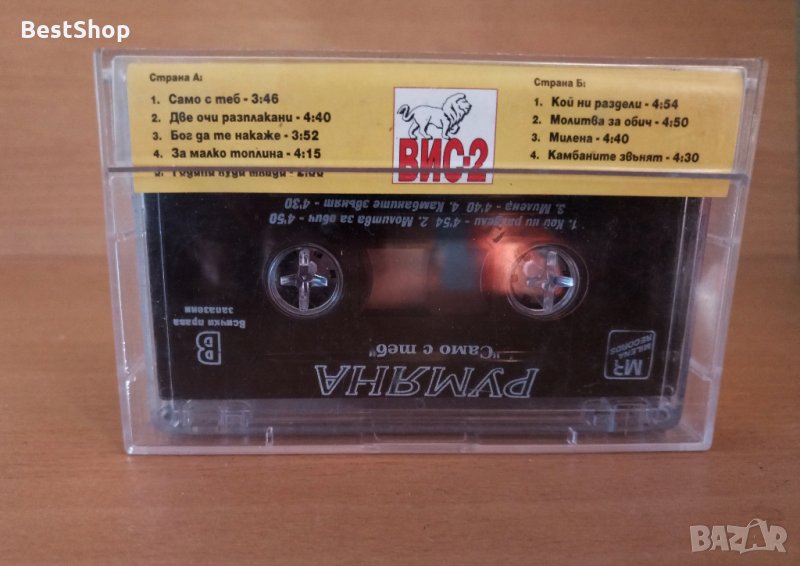 BestShop
Страна А:
1. Само с теб - 3:46
2. Две очи разплакани - 4:40
3. Бог да те накаже - 3:52
4. За малко топлина - 4:15
ВИС-2
Страна Б:
1. Кой ни раздели - 4:54
2. Молитва за обич - 4:50
3. Милена - 4:40
4. Камбаните звънят - 4:30
1. Кой ни раздели - 4'54 2. Молитва за обич - 4'50
3. Милена - 4'40 4. Камбаните звънят - 4'30
B
Всички права
запазени
MR
MILENA
RECORDS
"Само с теб"
РУМЯНА
BAZAR